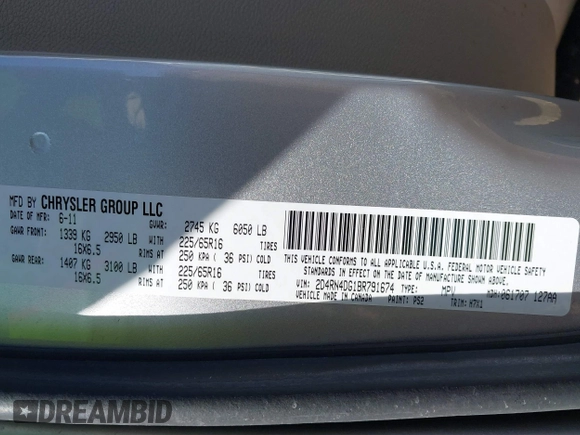 MFD BY CHRYSLER GROUP LLC
DATE OF MFR: 6-11 GVWR: 2745 KG 6050 LB
GAWR FRONT: 1339 KG 2950 LB WITH 225/65R16 TIRES
16X6.5 RIMS AT 250 KPA ( 36 PSI) COLD
GAWR REAR: 1407 KG 3100 LB WITH 225/65R16 TIRES
16X6.5 RIMS AT 250 KPA ( 36 PSI) COLD
THIS VEHICLE CONFORMS TO ALL APPLICABLE U.S.A. FEDERAL MOTOR VEHICLE SAFETY
STANDARDS IN EFFECT ON THE DATE OF MANUFACTURE SHOWN ABOVE.
VIN: 2D4RN4DG1BR791674 TYPE: MPV MDH: 061707 127AA
VEHICLE MADE IN CANADA PAINT: PS2 TRIM:
DREAMBID